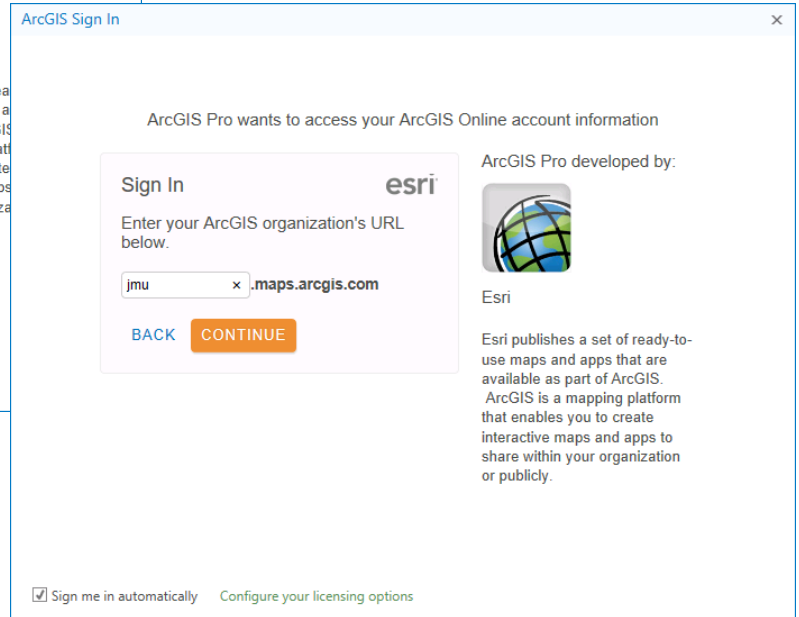 ArcGIS Sign In
ArcGIS Pro wants to access your ArcGIS Online account information
Sign In
esri
Enter your ArcGIS organization's URL
below.
jmu × .maps.arcgis.com
BACK CONTINUE
ArcGIS Pro developed by:
Esri
Esri publishes a set of ready-to-
use maps and apps that are
available as part of ArcGIS.
ArcGIS is a mapping platform
that enables you to create
interactive maps and apps to
share within your organization
or publicly.
Sign me in automatically Configure your licensing options